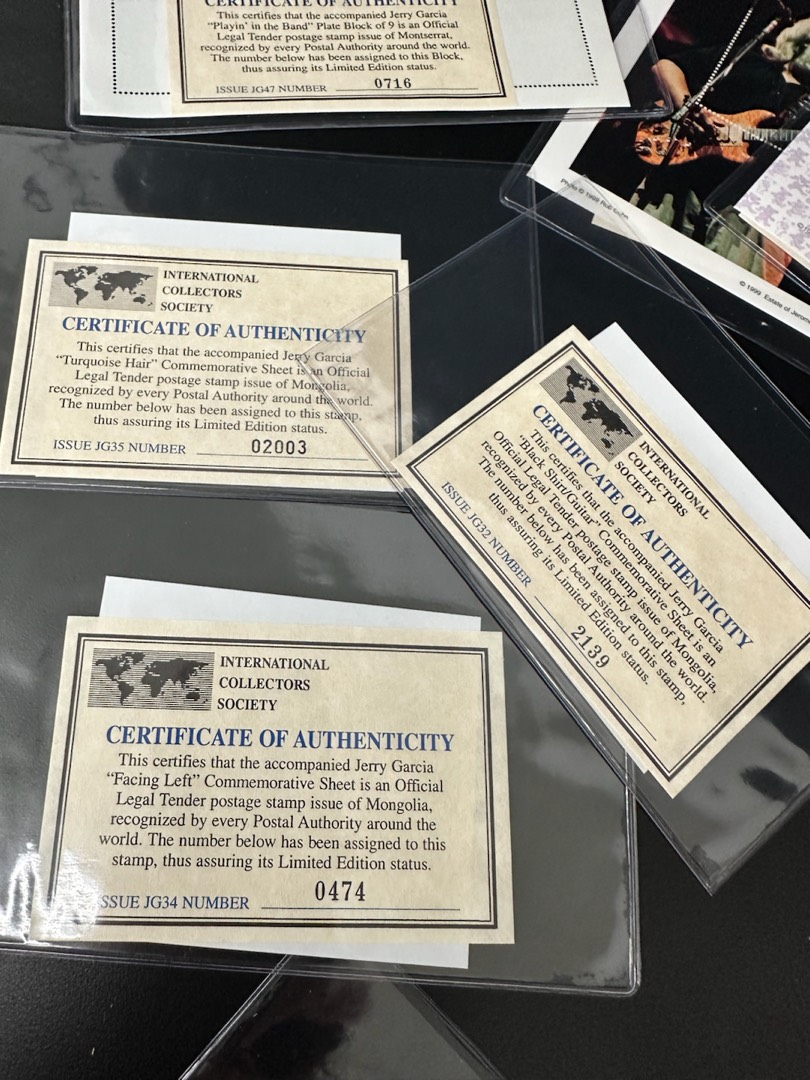 CERTIFICATE OF AUTHENTICITY
This certifies that the accompanied Jerry Garcia
“Playin’ in the Band” Plate Block of 9 is an Official
Legal Tender postage stamp issue of Montserrat,
recognized by every Postal Authority around the world.
The number below has been assigned to this Block,
thus assuring its Limited Edition status.
ISSUE JG47 NUMBER 0716
Photo © 1999
© 1999 Estate of
INTERNATIONAL
COLLECTORS
SOCIETY
CERTIFICATE OF AUTHENTICITY
This certifies that the accompanied Jerry Garcia
“Turquoise Hair” Commemorative Sheet is an Official
Legal Tender postage stamp issue of Mongolia,
recognized by every Postal Authority around the world.
The number below has been assigned to this stamp,
thus assuring its Limited Edition status.
ISSUE JG35 NUMBER 02003
INTERNATIONAL
COLLECTORS
SOCIETY
CERTIFICATE OF AUTHENTICITY
This certifies that the accompanied Jerry Garcia
“Black Shirt/Guitar” Commemorative Sheet is an
Official Legal Tender postage stamp issue of Mongolia,
recognized by every Postal Authority around the world.
The number below has been assigned to this stamp,
thus assuring its Limited Edition status.
ISSUE JG32 NUMBER 2139
INTERNATIONAL
COLLECTORS
SOCIETY
CERTIFICATE OF AUTHENTICITY
This certifies that the accompanied Jerry Garcia
“Facing Left” Commemorative Sheet is an Official
Legal Tender postage stamp issue of Mongolia,
recognized by every Postal Authority around the
world. The number below has been assigned to this
stamp, thus assuring its Limited Edition status.
ISSUE JG34 NUMBER 0474